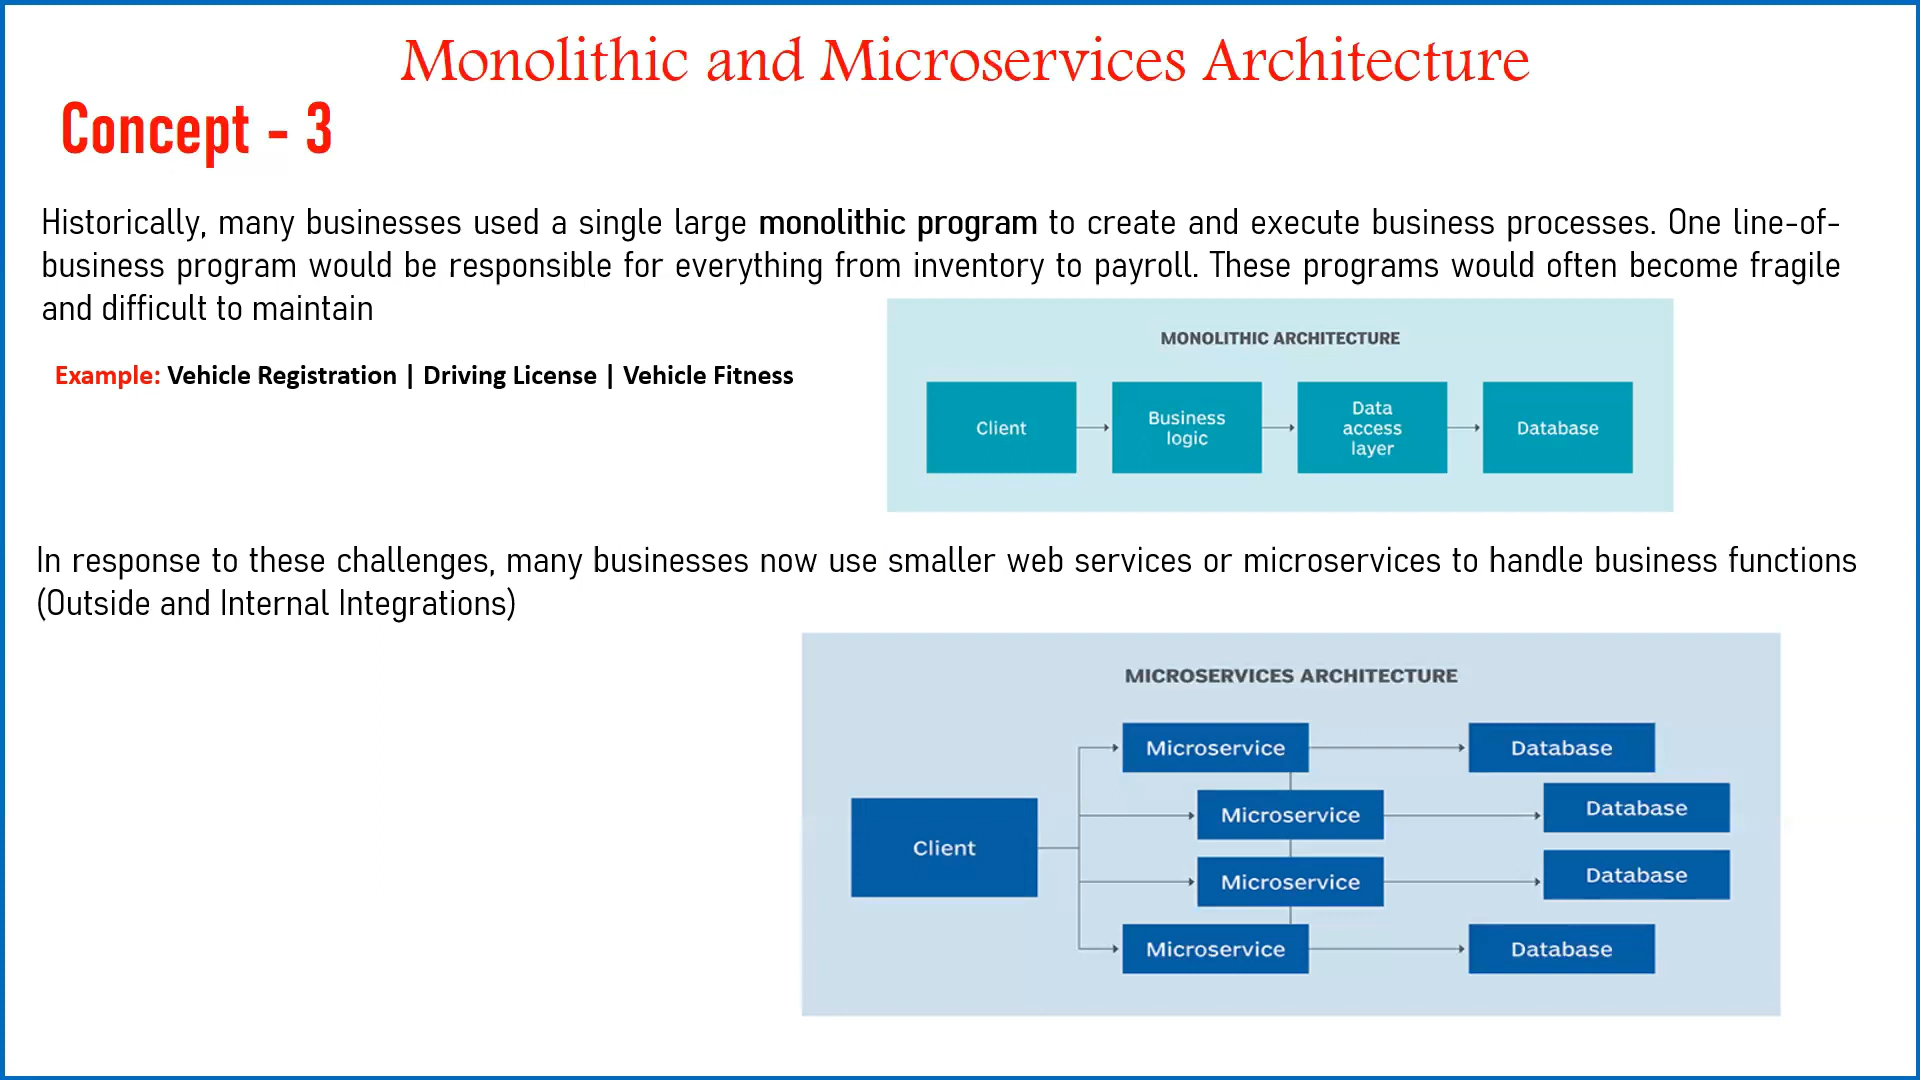 Monolithic and Microservices Architecture
Concept - 3
Historically, many businesses used a single large monolithic program to create and execute business processes. One line-of-
business program would be responsible for everything from inventory to payroll. These programs would often become fragile
and difficult to maintain
Example: Vehicle Registration | Driving License | Vehicle Fitness
MONOLITHIC ARCHITECTURE
Client
Business
logic
Data
access
layer
Database
In response to these challenges, many businesses now use smaller web services or microservices to handle business functions
(Outside and Internal Integrations)
MICROSERVICES ARCHITECTURE
Client
Microservice
Database
Microservice
Database
Microservice
Database
Microservice
Database